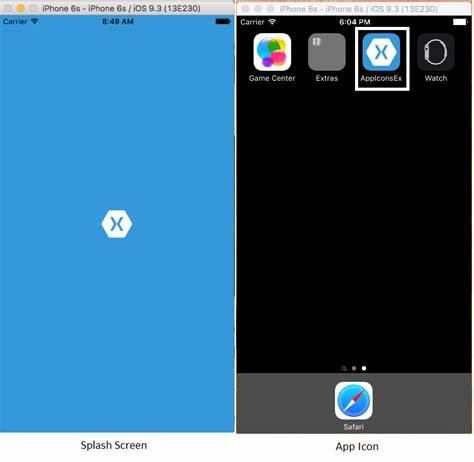 iPhone 6s - iPhone 6s / iOS 9.3 (13E230)
Carrier 8:49 AM
Splash Screen
iPhone 6s - iPhone 6s / iOS 9.3 (13E230)
Carrier 6:04 PM
Game Center Extras AppIconsEx Watch
Safari
App Icon